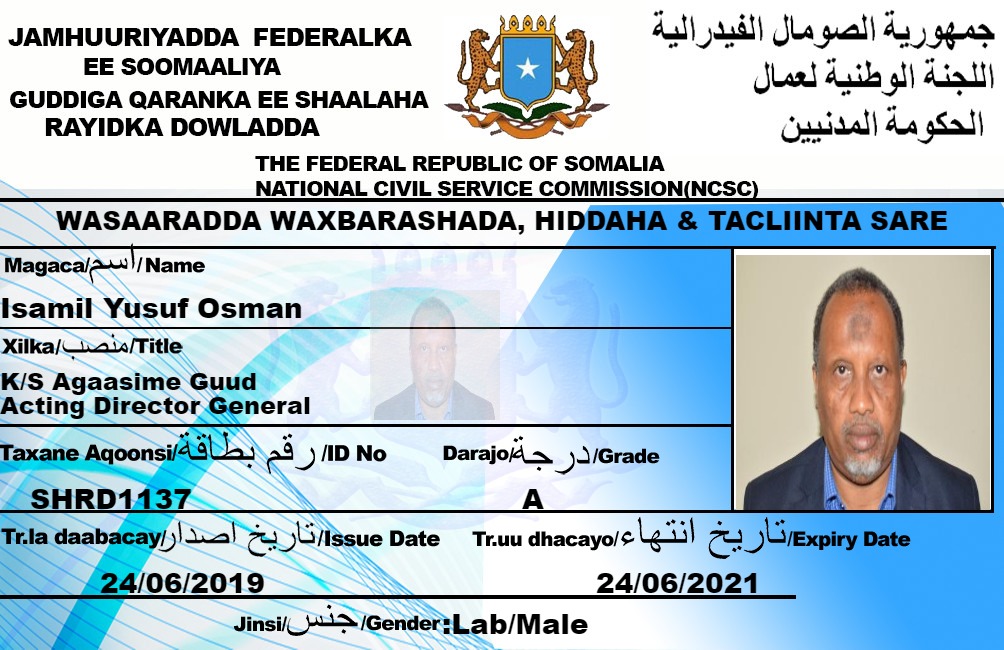 JAMHUURIYADDA FEDERALKA
EE SOOMAALIYA
GUDDIGA QARANKA EE SHAALAHA
RAYIDKA DOWLADDA
جمهورية الصومال الفيدرالية
اللجنة الوطنية لعمال
الحكومة المدنيين
THE FEDERAL REPUBLIC OF SOMALIA
NATIONAL CIVIL SERVICE COMMISSION(NCSC)
WASAARADDA WAXBARASHADA, HIDDAHA & TACLIINTA SARE
Magaca/اسم/Name
Isamil Yusuf Osman
Xilka/منصب/Title
K/S Agaasime Guud
Acting Director General
Taxane Aqoonsi/رقم بطاقة/ID No
Darajo/درجة/Grade
SHRD1137
A
Tr.la daabacay/تاريخ اصدار/Issue Date
Tr.uu dhacayo/تاريخ انتهاء/Expiry Date
24/06/2019
24/06/2021
Jinsi/جنس/Gender:Lab/Male